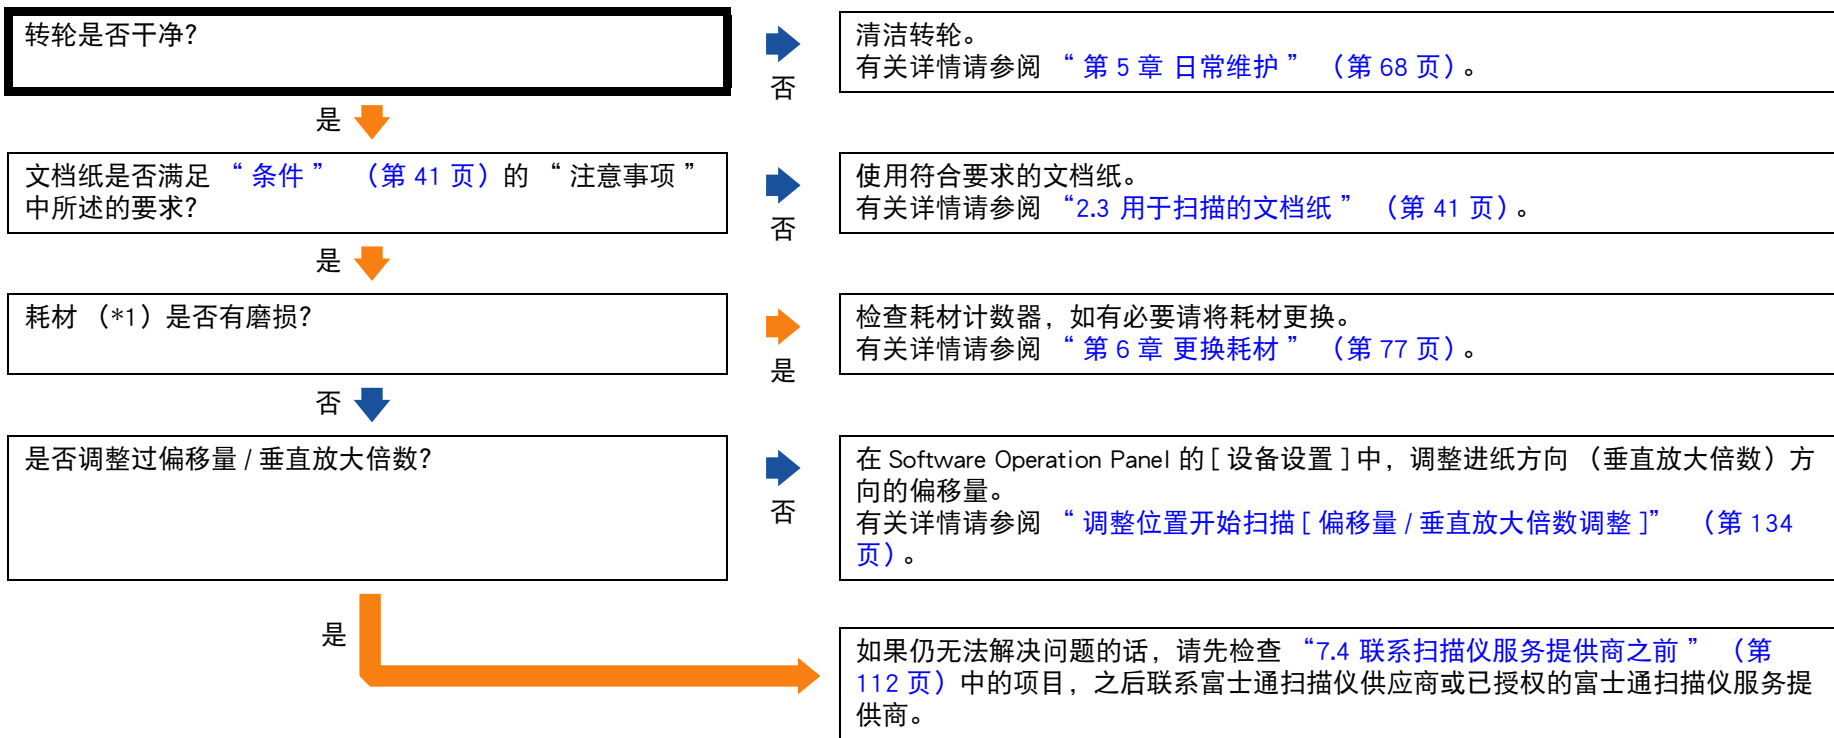 转轮是否干净？
否
清洁转轮。
有关详情请参阅 “ 第 5 章 日常维护 ” （第 68 页）。
是
文档纸是否满足 “ 条件 ” （第 41 页）的 “ 注意事项 ”
中所述的要求？
否
使用符合要求的文档纸。
有关详情请参阅 “2.3 用于扫描的文档纸 ” （第 41 页）。
是
耗材 （*1）是否有磨损？
是
检查耗材计数器，如有必要请将耗材更换。
有关详情请参阅 “ 第 6 章 更换耗材 ” （第 77 页）。
否
是否调整过偏移量 / 垂直放大倍数？
否
在 Software Operation Panel 的 [ 设备设置 ] 中，调整进纸方向 （垂直放大倍数）方
向的偏移量。
有关详情请参阅 “ 调整位置开始扫描 [ 偏移量 / 垂直放大倍数调整 ]” （第 134
页）。
是
如果仍无法解决问题的话，请先检查 “7.4 联系扫描仪服务提供商之前 ” （第
112 页）中的项目，之后联系富士通扫描仪供应商或已授权的富士通扫描仪服务提
供商。